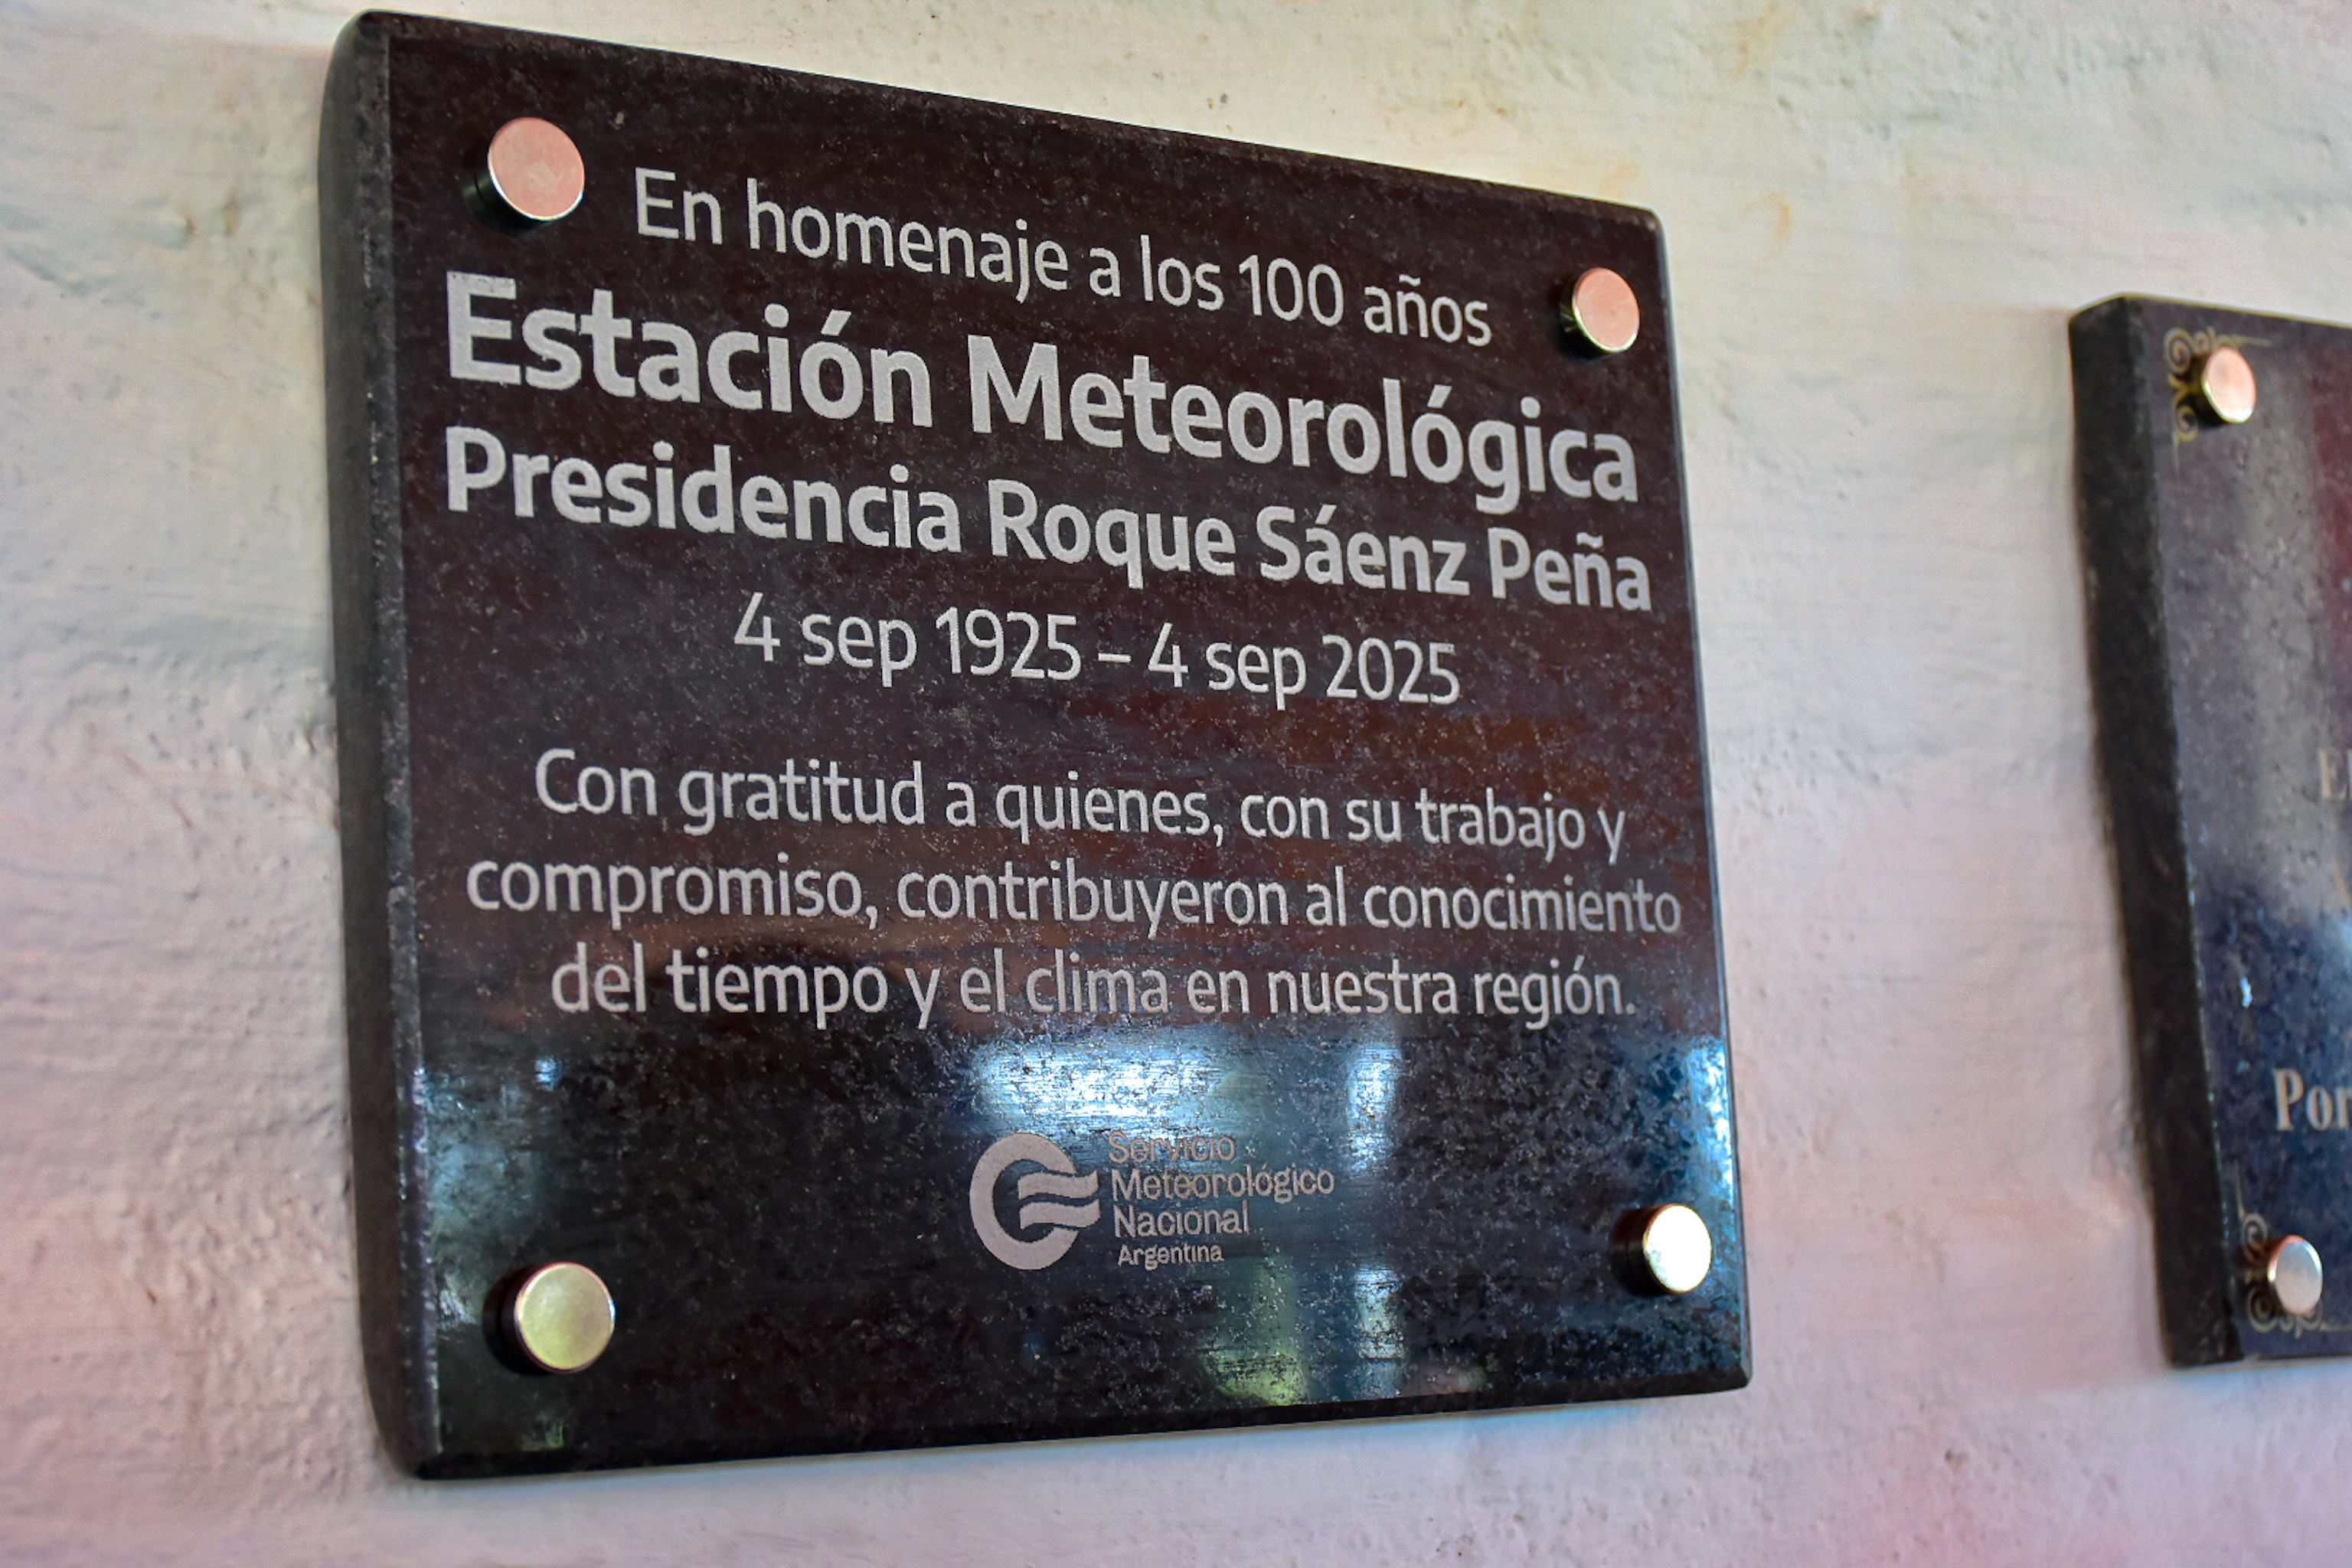 En homenaje a los 100 años
Estación Meteorológica
Presidencia Roque Sáenz Peña
4 sep 1925 – 4 sep 2025
Con gratitud a quienes, con su trabajo y
compromiso, contribuyeron al conocimiento
del tiempo y el clima en nuestra región.
Servicio
Meteorológico
Nacional
Argentina
Por